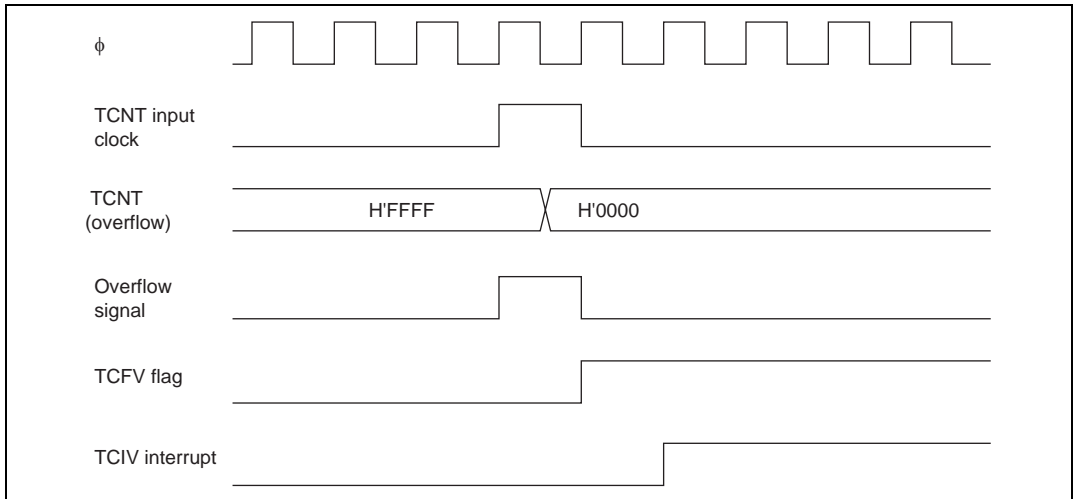 ϕ
TCNT input
clock
TCNT
(overflow)
H'FFFF
H'0000
Overflow
signal
TCFV flag
TCIV interrupt